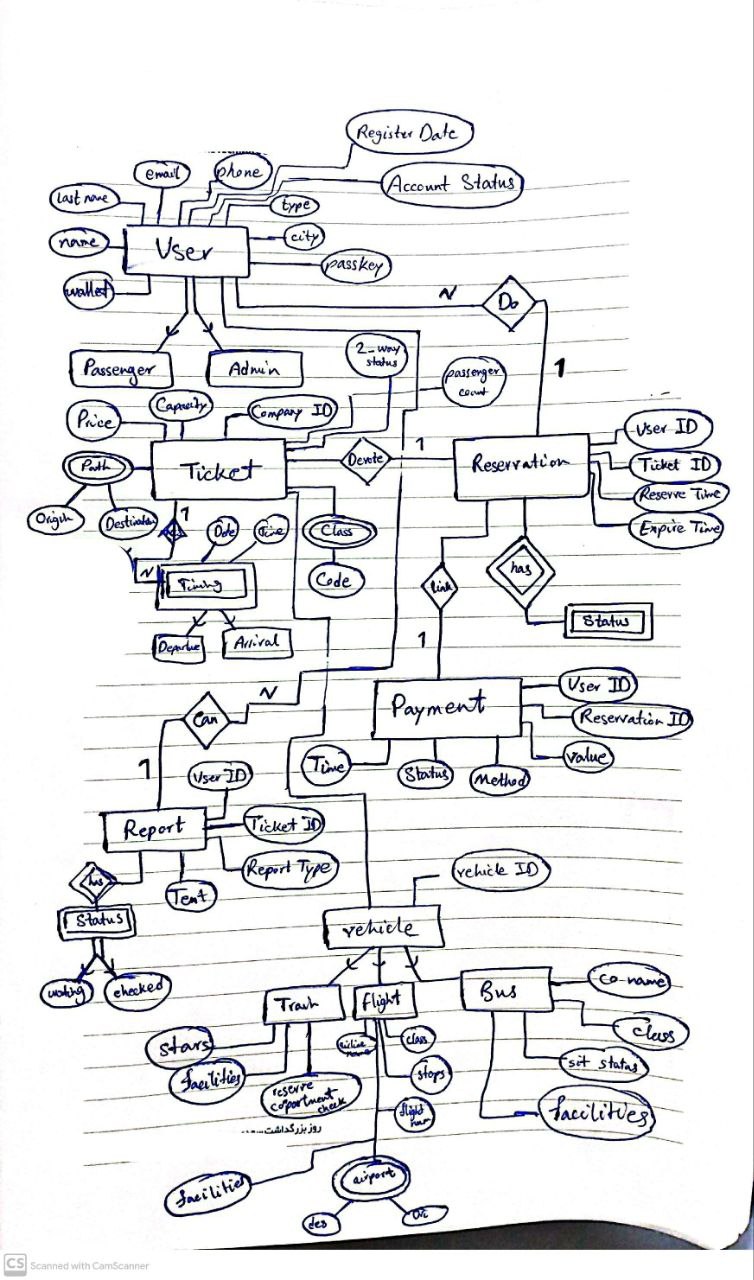 Register Date
email
phone
Account Status
last name
type
name
User
city
passkey
wallet
N
Do
1
2-way
status
Passenger
Admin
passenger
count
Capacity
Company ID
Price
User ID
Path
Ticket
Devote
1
Reservation
Ticket ID
Reserve Time
Origin
Destination
1
Date
Time
Class
Expire Time
N
Timing
Code
link
has
Status
Departue
Arrival
1
User ID
Can
N
Payment
Reservation ID
1
Time
Status
Method
value
User ID
Report
Ticket ID
Report Type
has
Text
vehicle ID
Status
vehicle
waiting
checked
Train
flight
Bus
co-name
stars
airline
name
class
class
facilities
stops
sit status
reserve
copartment
check
flight
num
facilities
روز بزرگداشت
facilities
airport
des
Ori
CS Scanned with CamScanner